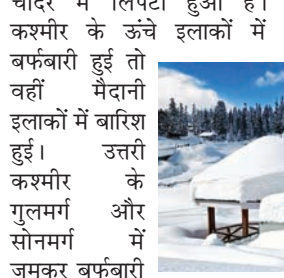 चादर में लिपटा हुआ है।
कश्मीर के ऊंचे इलाकों में
बर्फबारी हुई तो
वहीं मैदानी
इलाकों में बारिश
हुई। उत्तरी
कश्मीर के
गुलमर्ग और
सोनमर्ग में
जमकर बर्फबारी